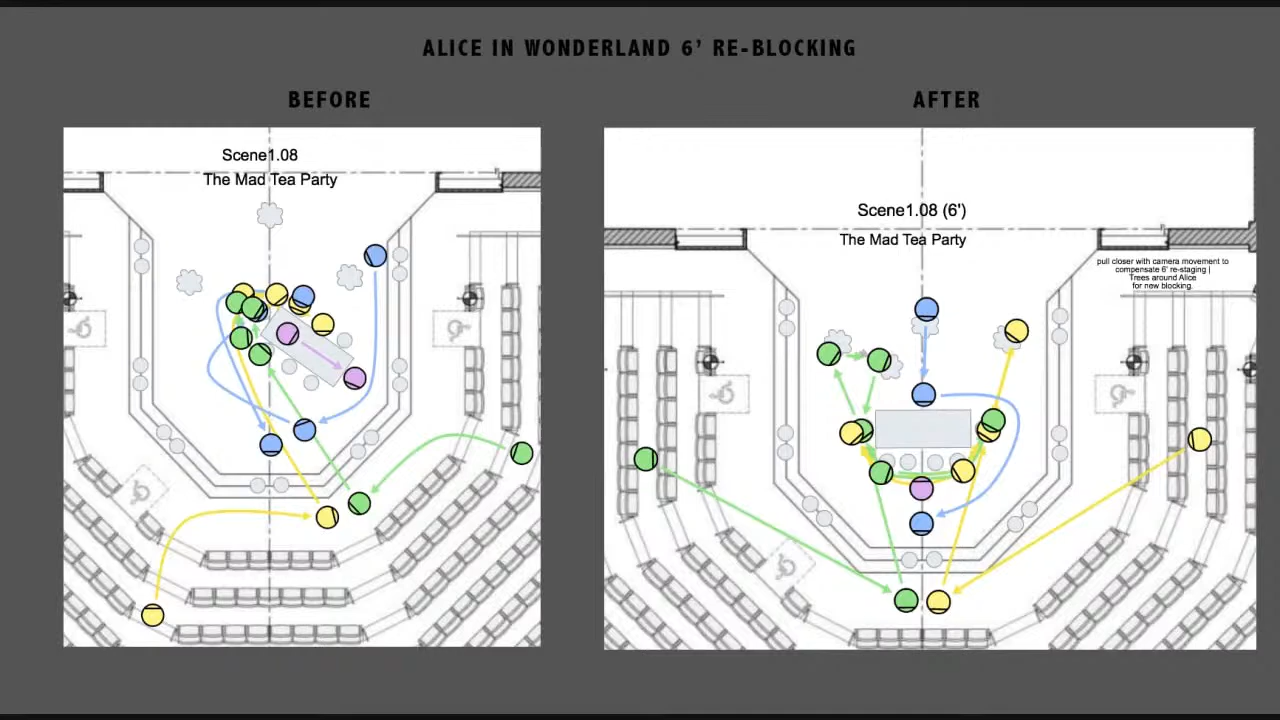 ALICE IN WONDERLAND 6’ RE-BLOCKING
BEFORE
AFTER
Scene1.08
The Mad Tea Party
Scene1.08 (6')
The Mad Tea Party
pull closer with camera movement to
compensate 6' re-staging |
Trees around Alice
for new blocking.